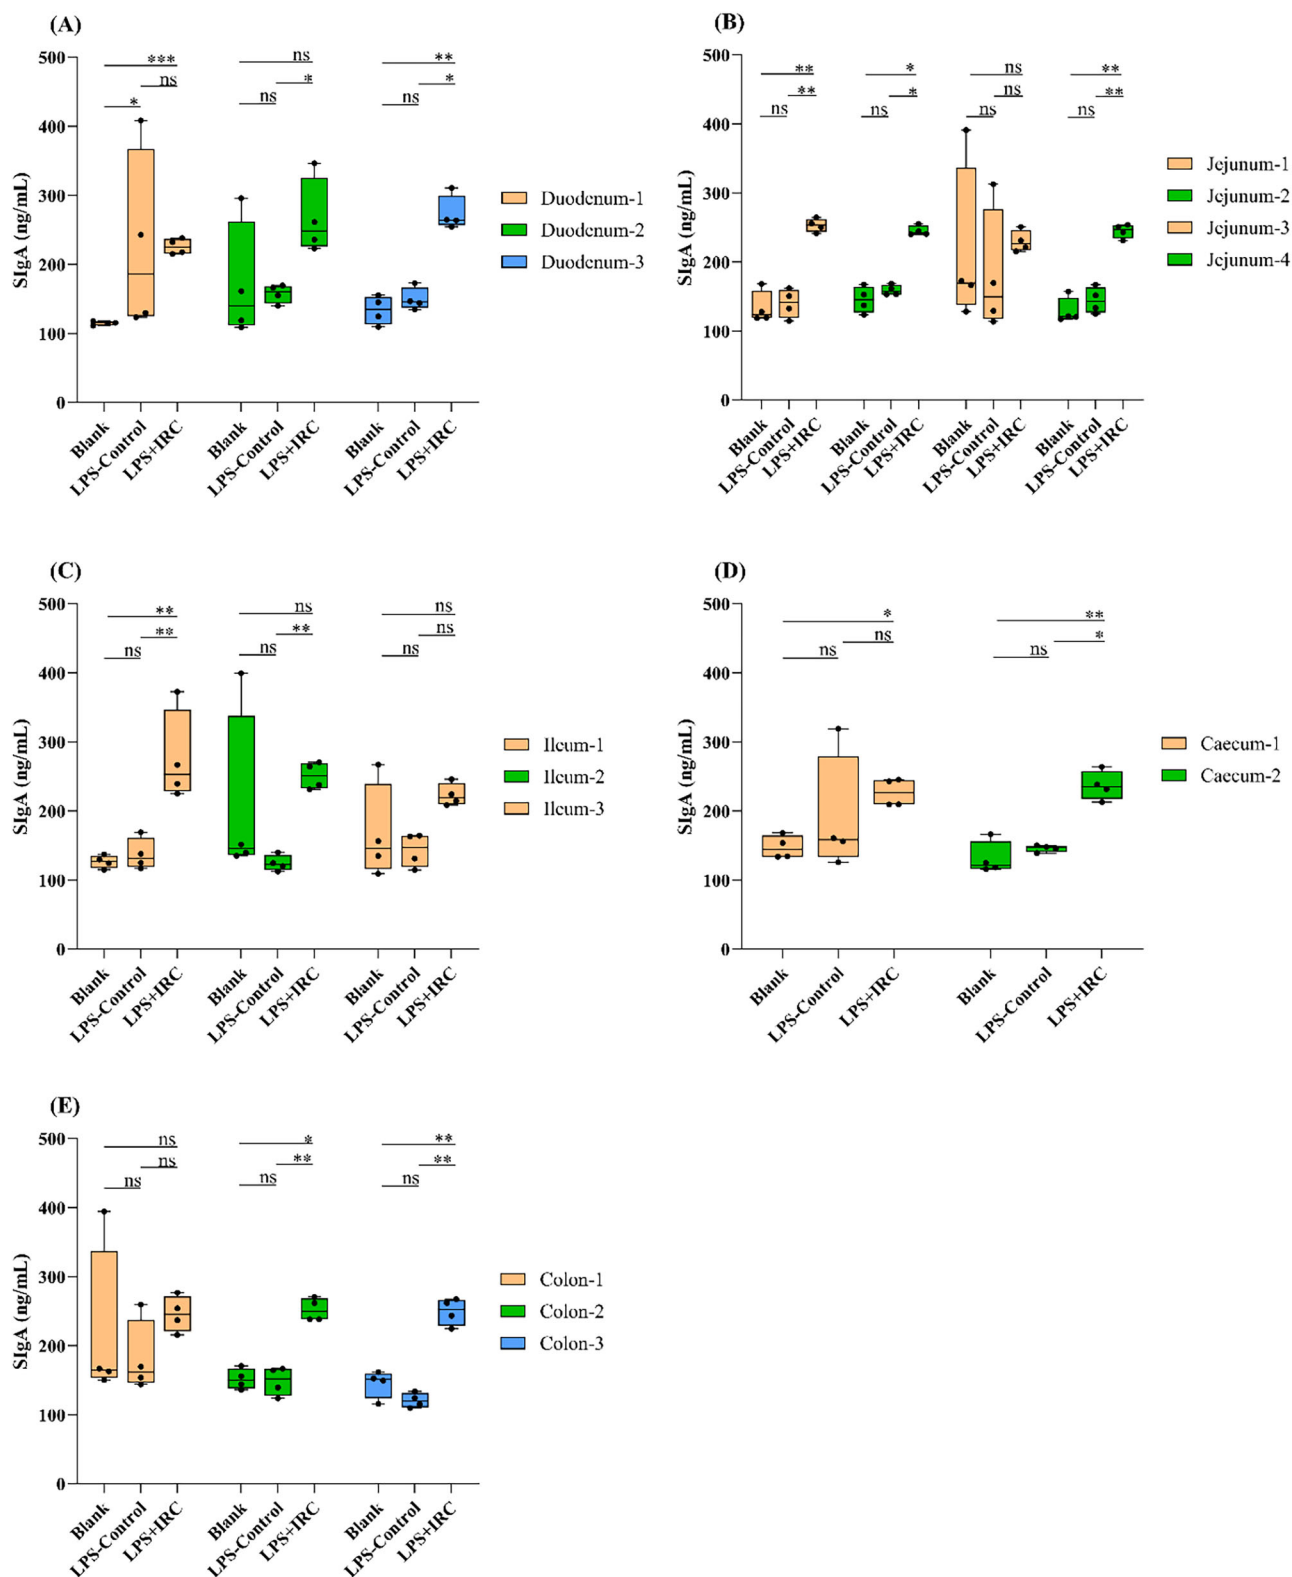 (A)
500
400
300
200
100
0
SIgA (ng/mL)
*** ns **
ns * *
* ns ns
Blank LPS-Control LPS+IRC Blank LPS-Control LPS+IRC Blank LPS-Control LPS+IRC
Duodenum-1
Duodenum-2
Duodenum-3
(B)
500
400
300
200
100
0
SIgA (ng/mL)
** * ns **
** * ns **
ns ns ns ns
Blank LPS-Control LPS+IRC Blank LPS-Control LPS+IRC Blank LPS-Control LPS+IRC Blank LPS-Control LPS+IRC
Jejunum-1
Jejunum-2
Jejunum-3
Jejunum-4
(C)
500
400
300
200
100
0
SIgA (ng/mL)
** ns ns
** ** ns
ns ns ns
Blank LPS-Control LPS+IRC Blank LPS-Control LPS+IRC Blank LPS-Control LPS+IRC
Ileum-1
Ileum-2
Ileum-3
(D)
500
400
300
200
100
0
SIgA (ng/mL)
* **
ns *
ns ns
Blank LPS-Control LPS+IRC Blank LPS-Control LPS+IRC
Caecum-1
Caecum-2
(E)
500
400
300
200
100
0
SIgA (ng/mL)
ns * **
ns ** **
ns ns ns
Blank LPS-Control LPS+IRC Blank LPS-Control LPS+IRC Blank LPS-Control LPS+IRC
Colon-1
Colon-2
Colon-3